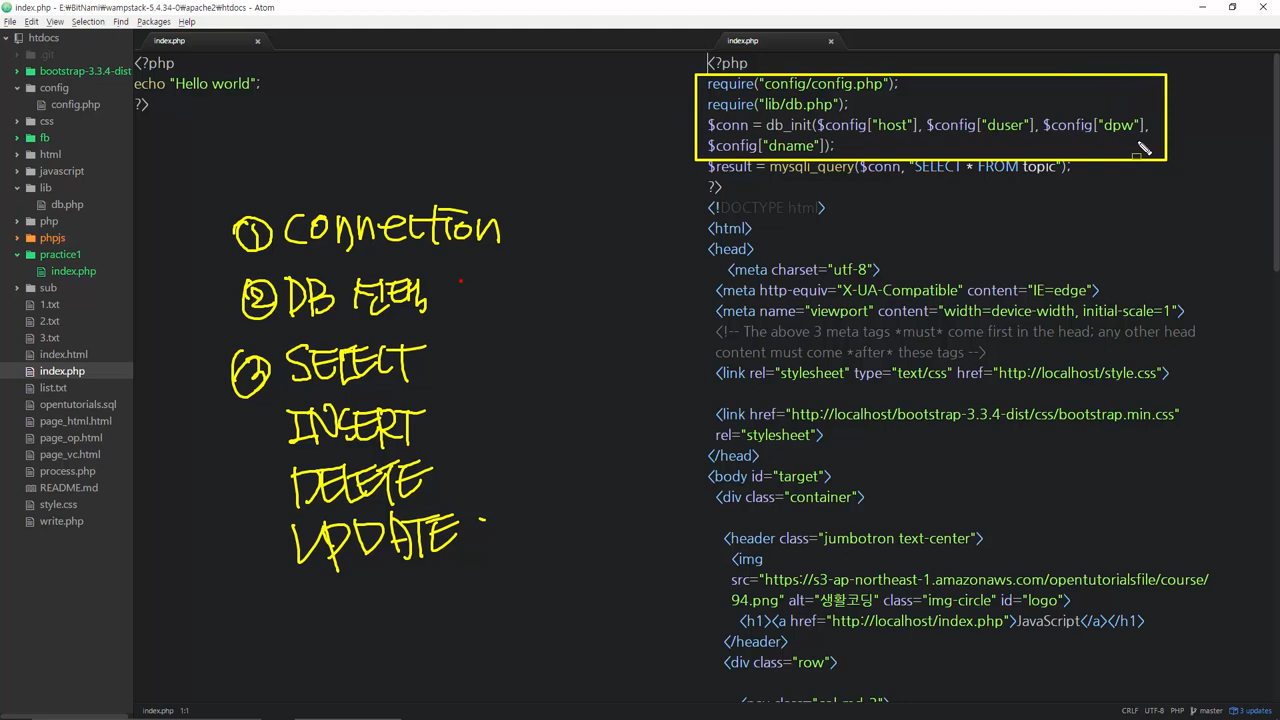 index.php - E:₩BitNami₩wampstack-5.4.34-0₩apache2₩htdocs - Atom
File Edit View Selection Find Packages Help
htdocs
.git
bootstrap-3.3.4-dist
config
config.php
css
fb
html
javascript
lib
db.php
php
phpjs
practice1
index.php
sub
1.txt
2.txt
3.txt
index.html
index.php
list.txt
opentutorials.sql
page_html.html
page_op.html
page_vc.html
process.php
README.md
style.css
write.php
index.php
<?php
echo "Hello world";
?>
① Connection
② DB 선택
③ SELECT
INSERT
DELETE
UPDATE
index.php
<?php
require("config/config.php");
require("lib/db.php");
$conn = db_init($config["host"], $config["duser"], $config["dpw"],
$config["dname"]);
$result = mysqli_query($conn, "SELECT * FROM topic");
?>
<!DOCTYPE html>
<html>
<head>
<meta charset="utf-8">
<meta http-equiv="X-UA-Compatible" content="IE=edge">
<meta name="viewport" content="width=device-width, initial-scale=1">
<!-- The above 3 meta tags *must* come first in the head; any other
head content must come *after* these tags -->
<link rel="stylesheet" type="text/css" href="http://localhost/style.css">
<link href="http://localhost/bootstrap-3.3.4-dist/css/bootstrap.min.css"
rel="stylesheet">
</head>
<body id="target">
<div class="container">
<header class="jumbotron text-center">
<img
src="https://s3-ap-northeast-1.amazonaws.com/opentutorialsfile/course/
94.png" alt="생활코딩" class="img-circle" id="logo">
<h1><a href="http://localhost/index.php">JavaScript</a></h1>
</header>
<div class="row">
index.php 1:1
CRLF UTF-8 PHP master 3 updates